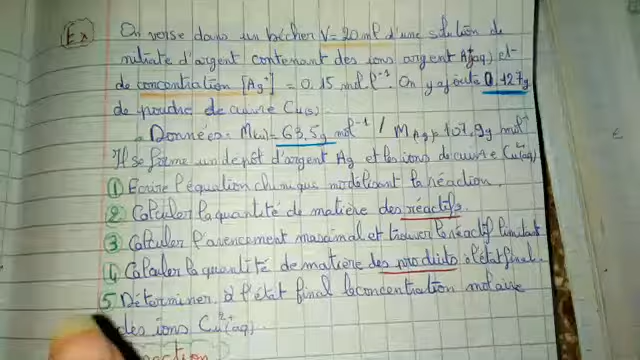 Ex On verse dans un bécher V = 20 ml d'une solution de
nitrate d'argent contenant des ions argent Ag+(aq) et
de concentration [Ag+] = 0.15 mol.l-1. On y ajoute 0,127g
de poudre de cuivre Cu(s)
Données: M(Cu)= 63,5g mol-1 / M(Ag)= 107,9g mol-1
Il se forme un dépôt d'argent Ag et les ions de cuivre Cu2+(aq)
1 Ecrire l'équation chimique modélisant la réaction.
2 Calculer la quantité de matière des réactifs.
3 Calculer l'avancement maximal et trouver le réactif limitant
4 Calculer la quantité de matière des produits à l'état final.
5 Déterminer à l'état final la concentration molaire
des ions Cu2+(aq).